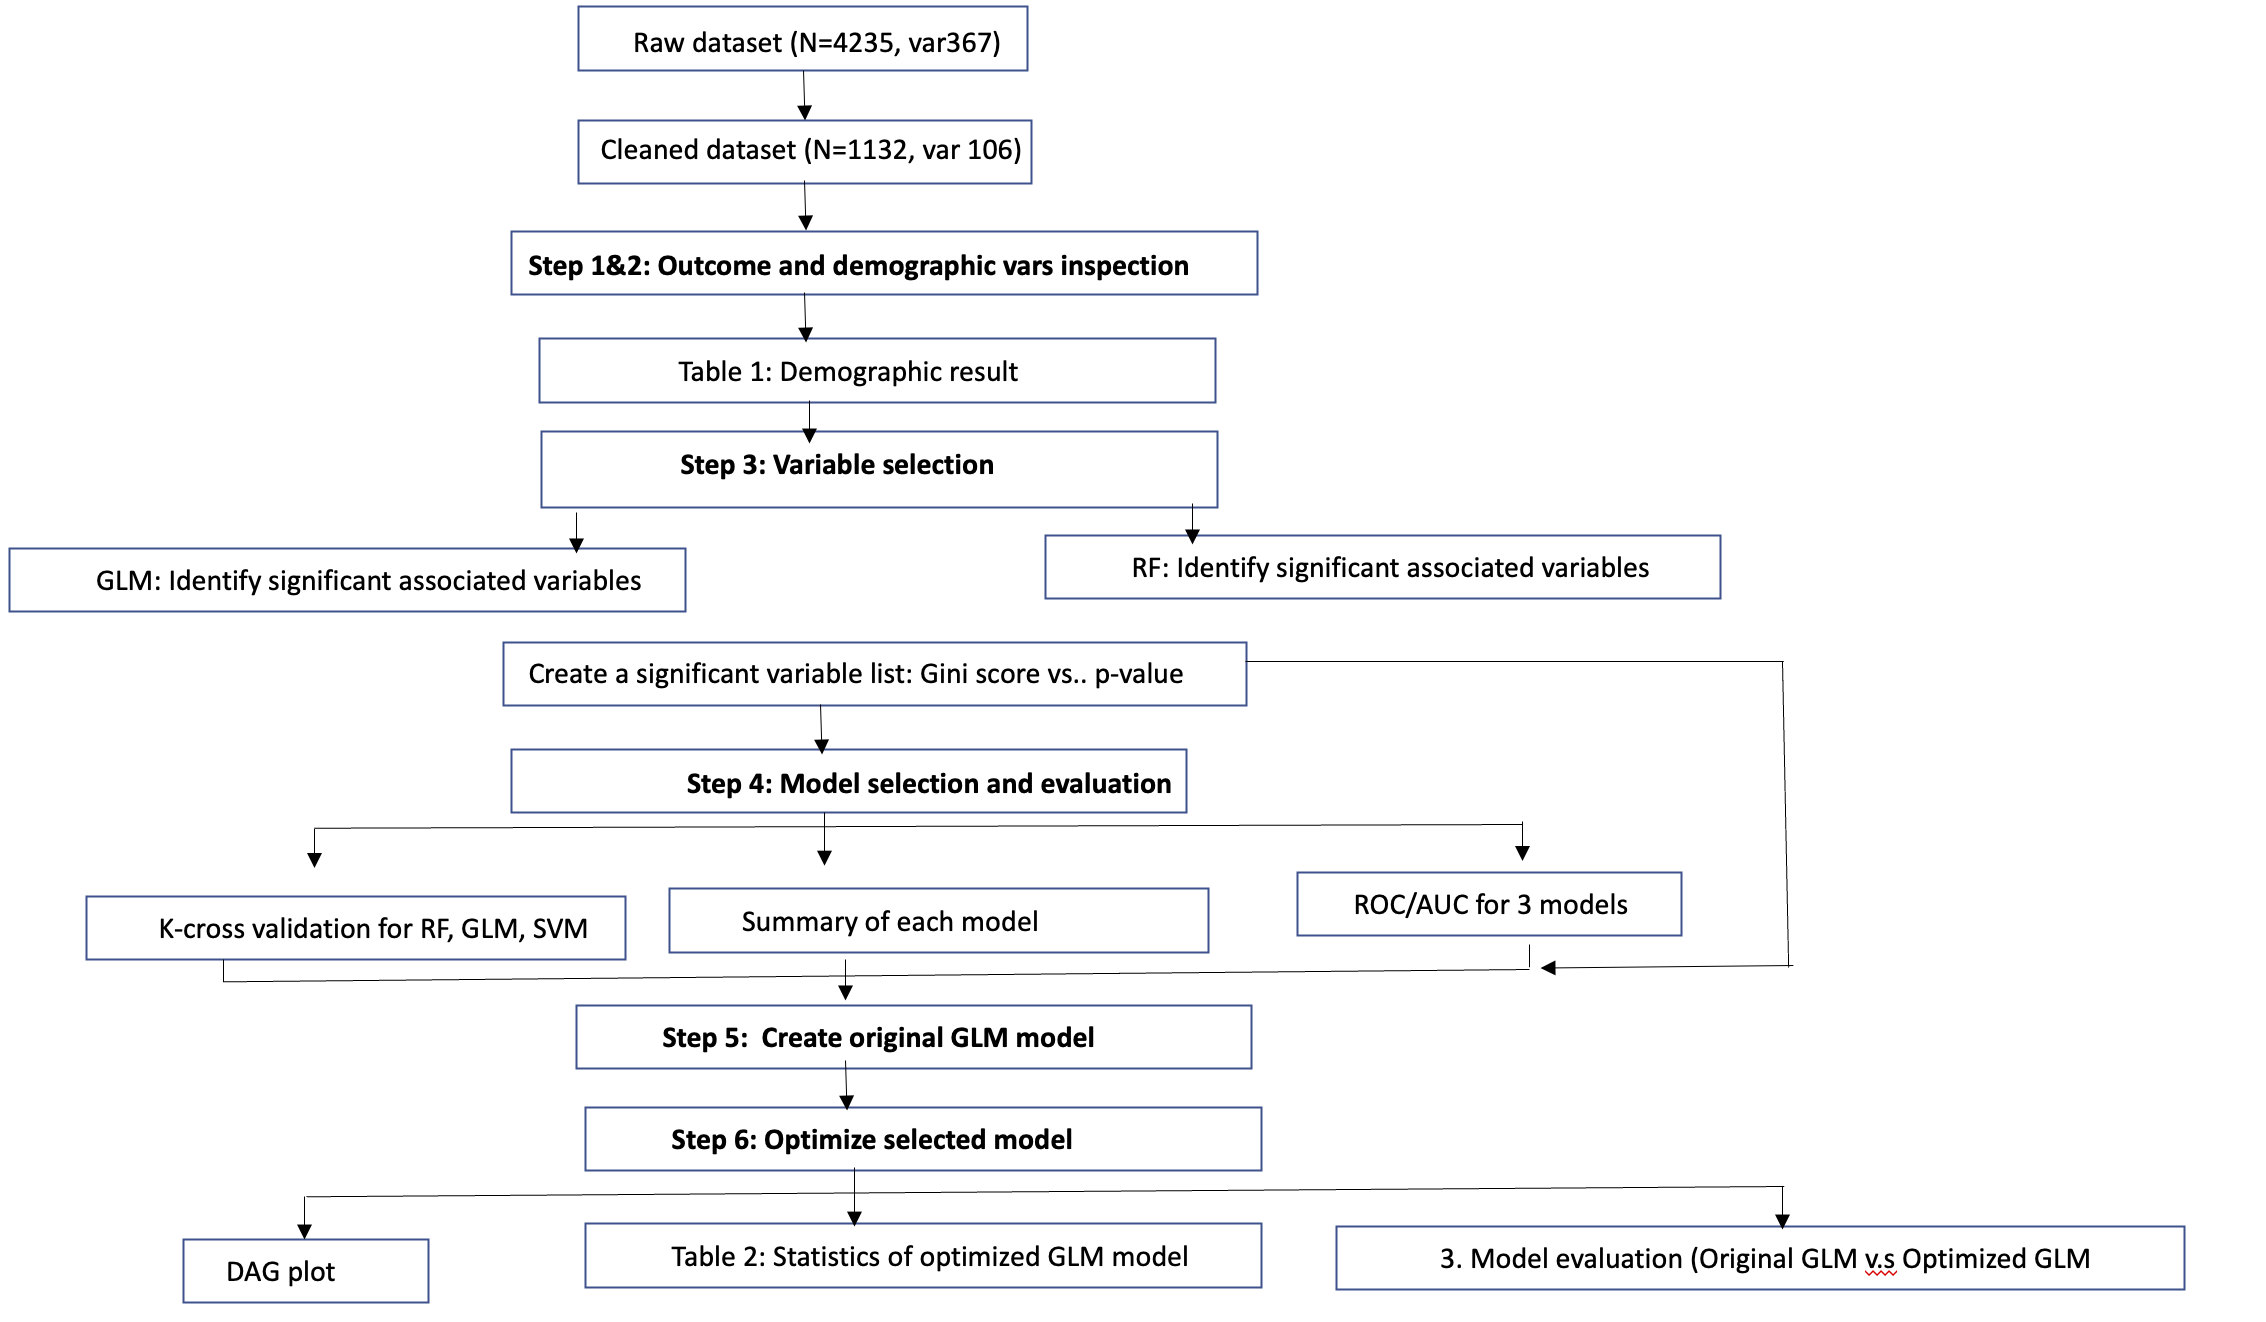 Raw dataset (N=4235, var367)
Cleaned dataset (N=1132, var 106)
Step 1&2: Outcome and demographic vars inspection
Table 1: Demographic result
Step 3: Variable selection
GLM: Identify significant associated variables
RF: Identify significant associated variables
Create a significant variable list: Gini score vs.. p-value
Step 4: Model selection and evaluation
K-cross validation for RF, GLM, SVM
Summary of each model
ROC/AUC for 3 models
Step 5:  Create original GLM model
Step 6: Optimize selected model
DAG plot
Table 2: Statistics of optimized GLM model
3. Model evaluation (Original GLM v.s Optimized GLM